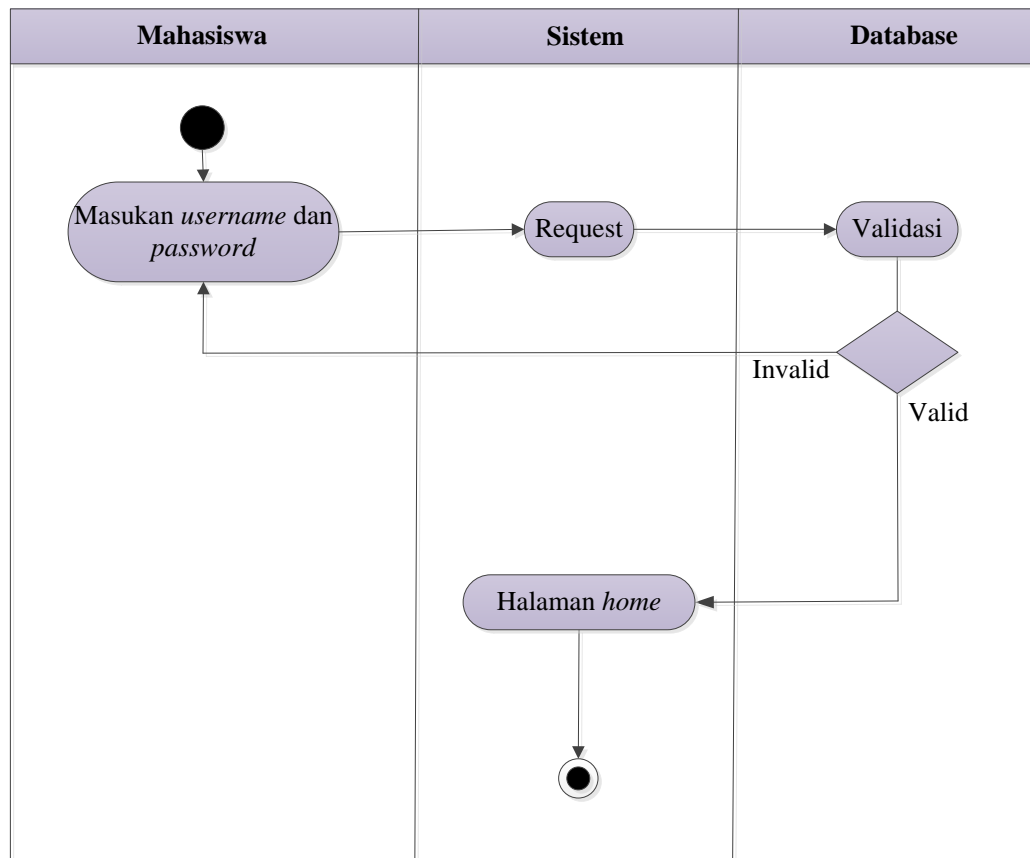 Mahasiswa
Sistem
Database
Masukan username dan
password
Request
Validasi
Invalid
Valid
Halaman home